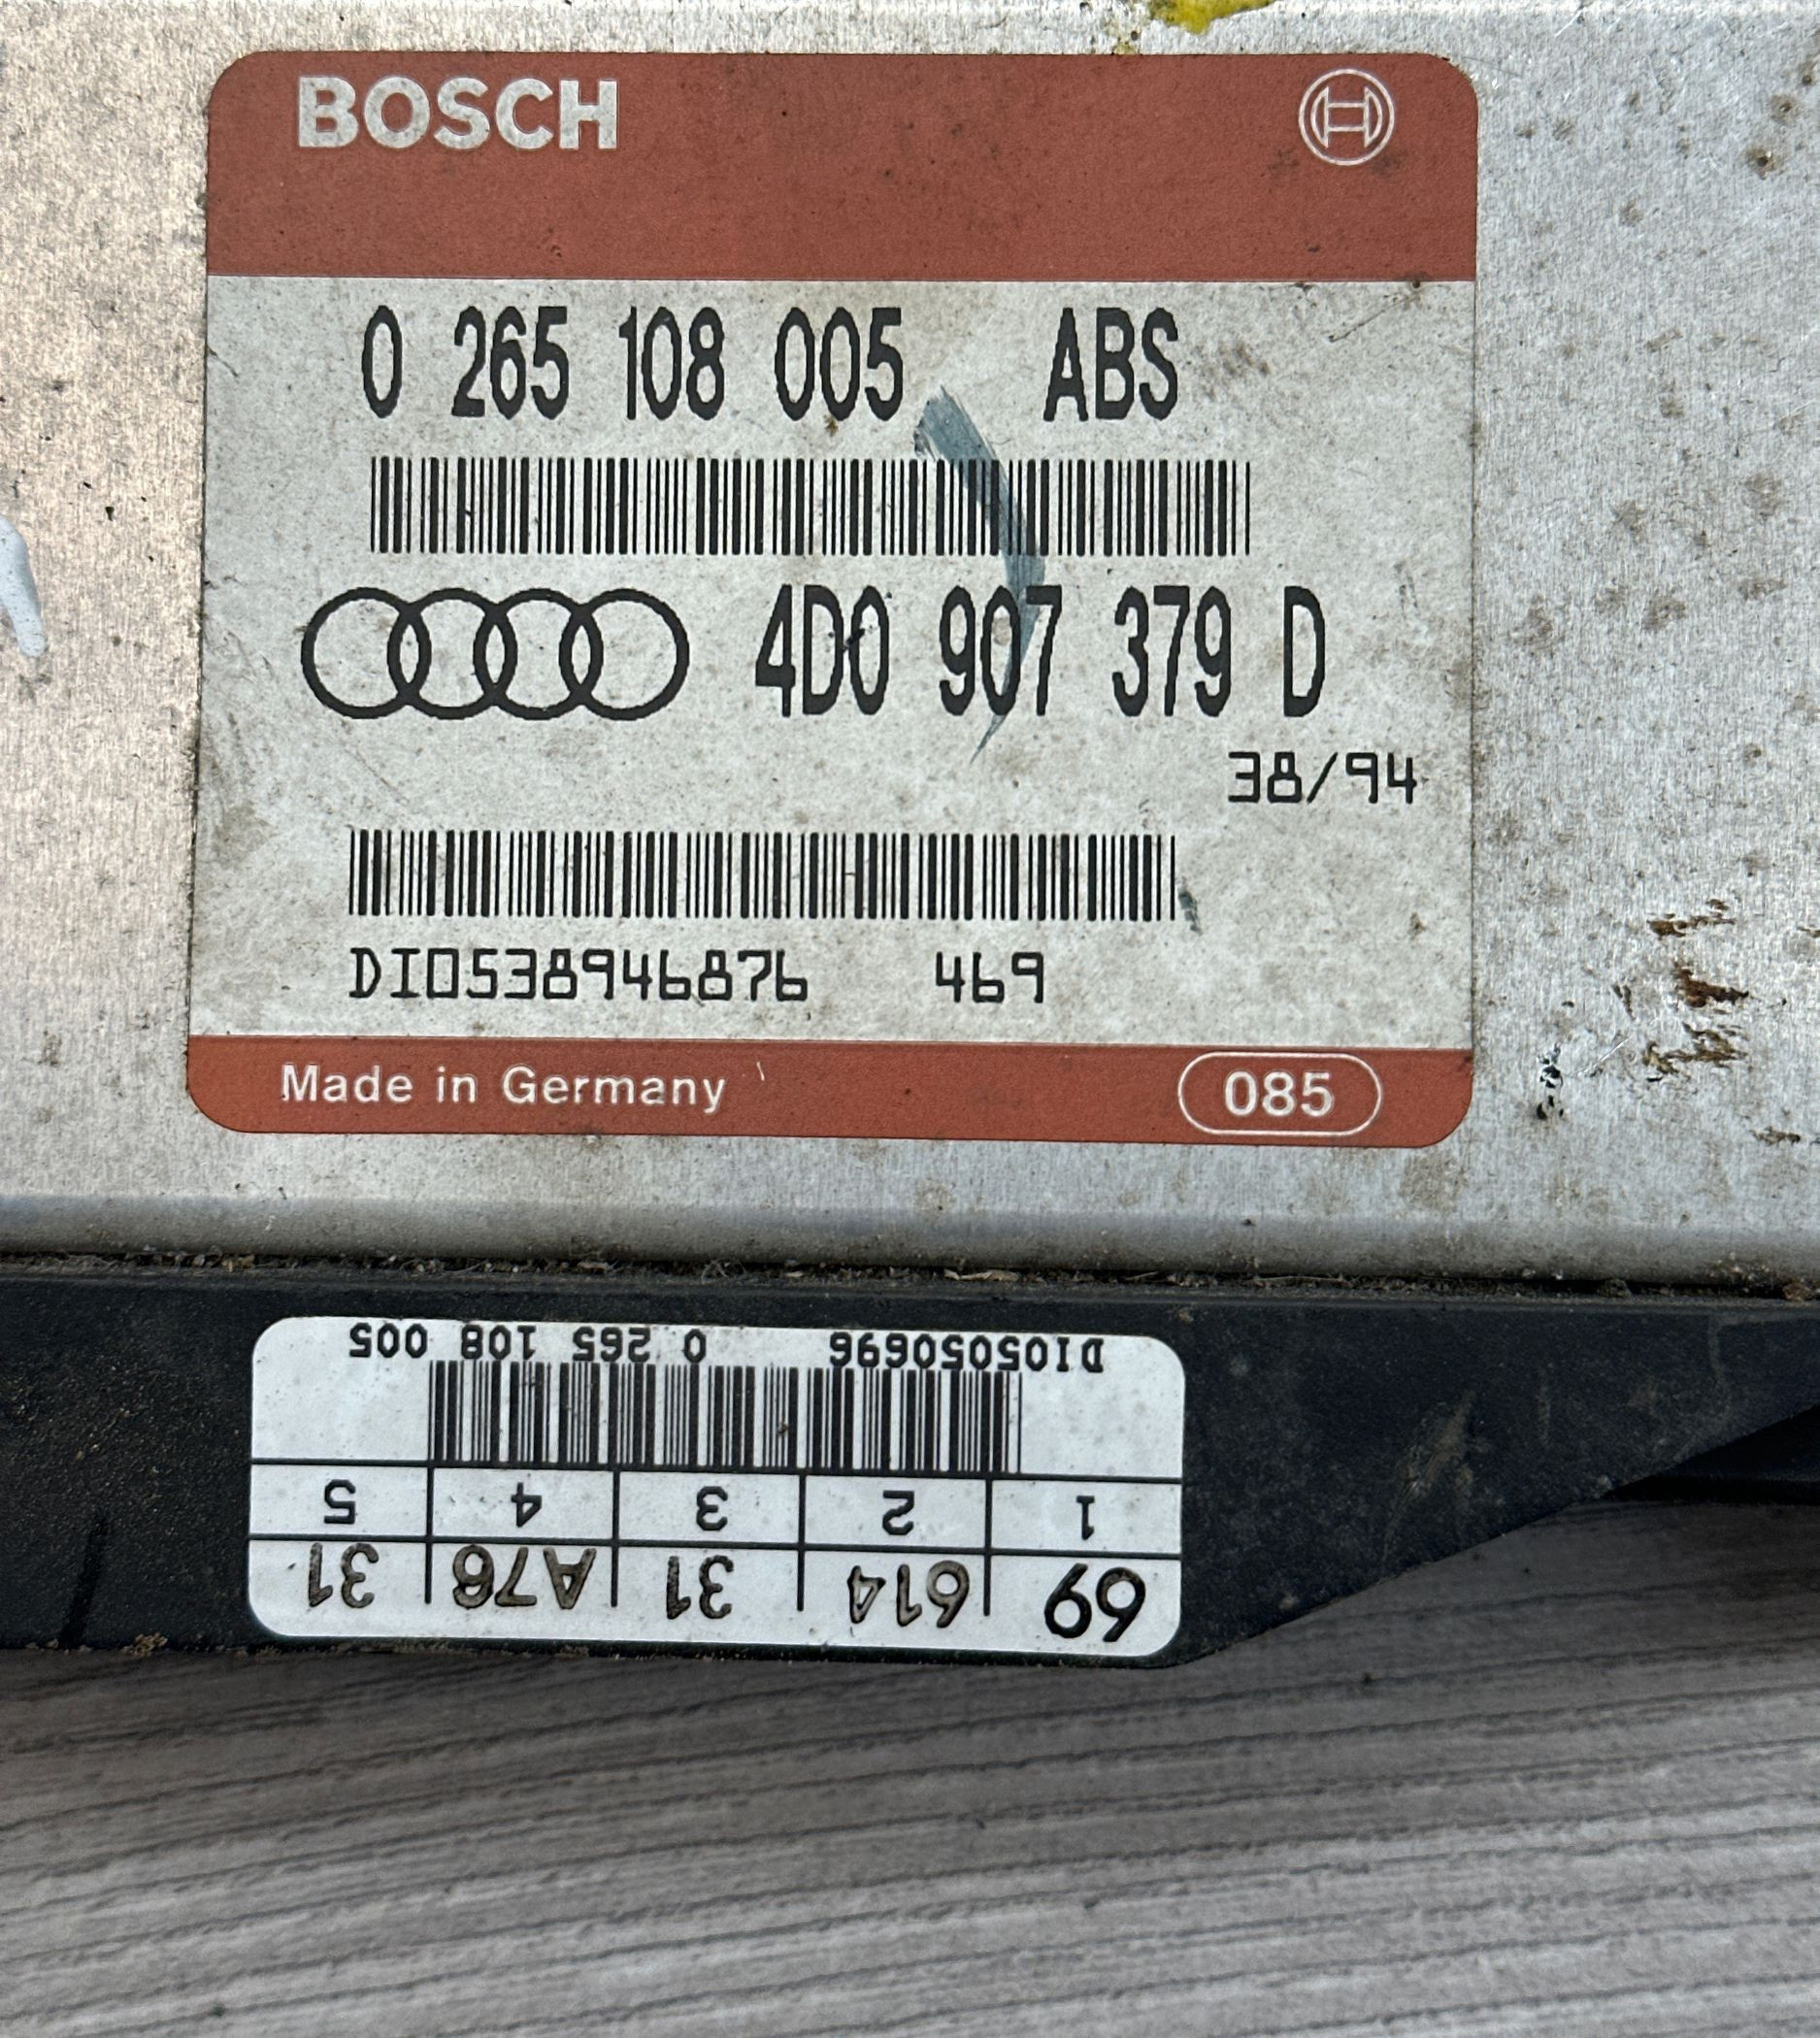 BOSCH
0 265 108 005 ABS
4D0 907 379 D
38/94
DI0538946876 469
Made in Germany 085
69 614 31 A76 31
1 2 3 4 5
DI05050696 0 265 108 005